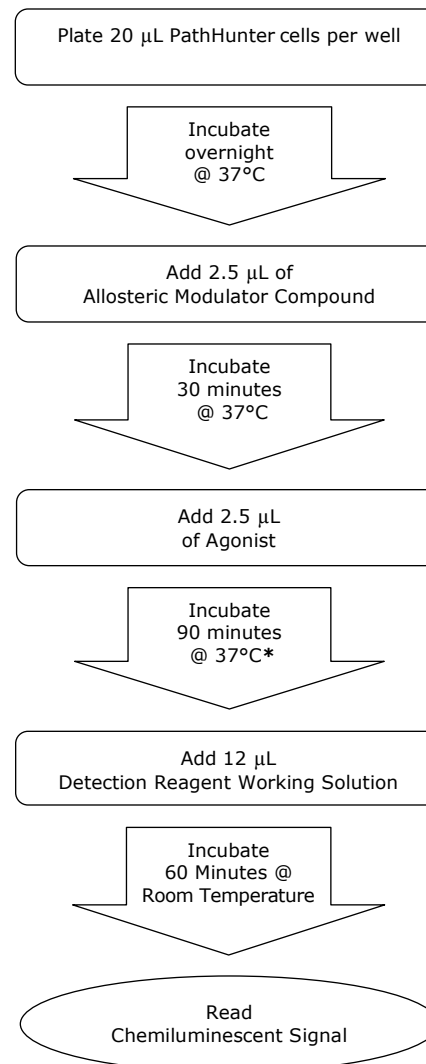 Plate 20 µL PathHunter cells per well
Incubate
overnight
@ 37°C
Add 2.5 µL of
Allosteric Modulator Compound
Incubate
30 minutes
@ 37°C
Add 2.5 µL
of Agonist
Incubate
90 minutes
@ 37°C*
Add 12 µL
Detection Reagent Working Solution
Incubate
60 Minutes @
Room Temperature
Read
Chemiluminescent Signal